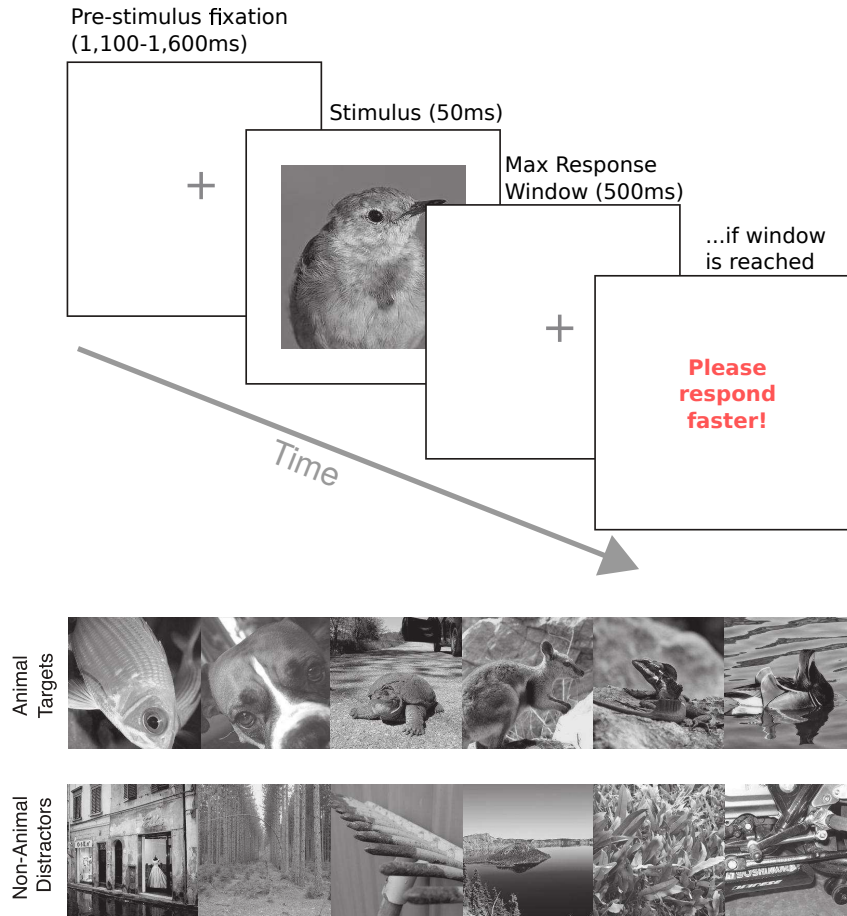 Pre-stimulus fixation
(1,100-1,600ms)
Stimulus (50ms)
Max Response
Window (500ms)
...if window
is reached
Please
respond
faster!
Time
Animal
Targets
Non-Animal
Distractors